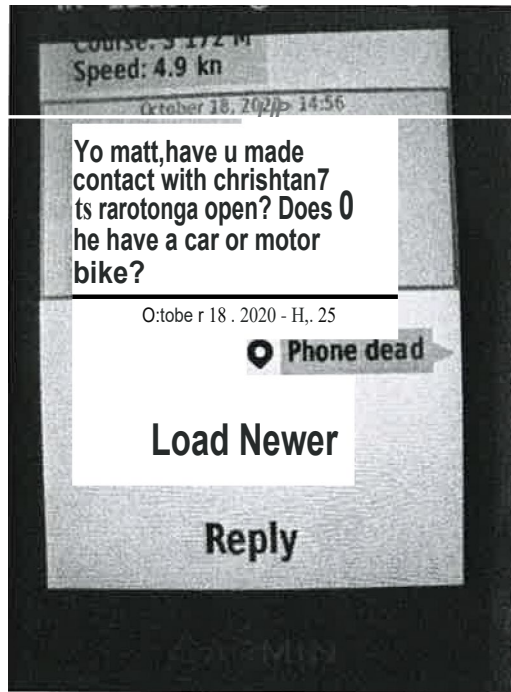 Course: S 172 M
Speed: 4.9 kn
October 18, 2020 14:56
Yo matt,have u made
contact with chrishtan7
ts rarotonga open? Does 0
he have a car or motor
bike?
O:tobe r 18 . 2020 - H,. 25
Phone dead
Load Newer
Reply